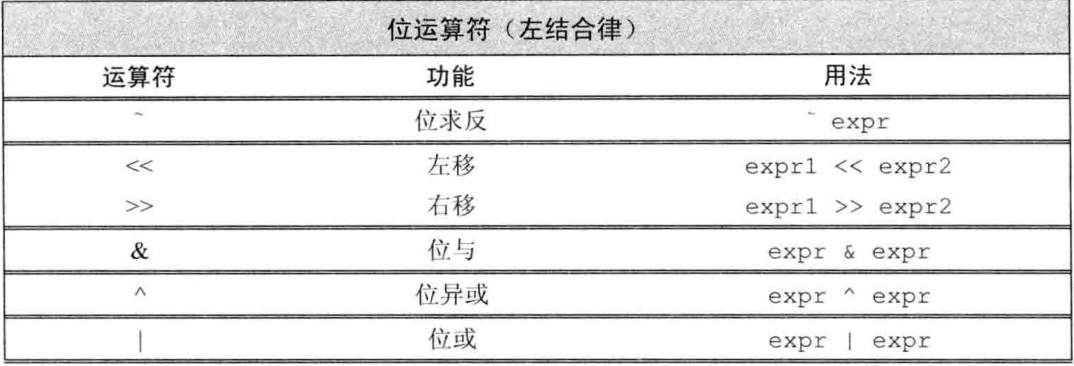 位运算符（左结合律）
运算符 功能 用法
~ 位求反 ~ expr
<< 左移 expr1 << expr2
>> 右移 expr1 >> expr2
& 位与 expr & expr
^ 位异或 expr ^ expr
| 位或 expr | expr